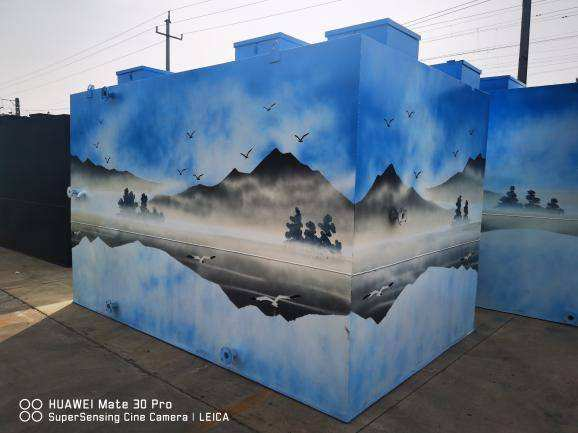 HUAWEI Mate 30 Pro
SuperSensing Cine Camera | LEICA